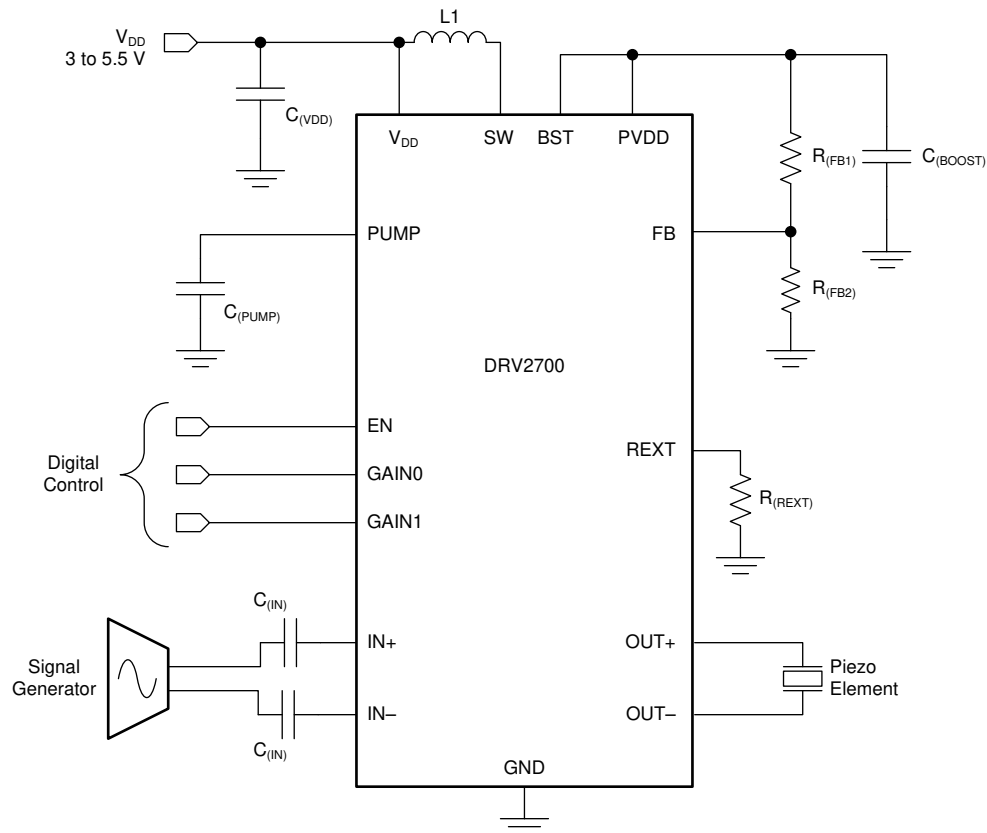 L1
V_DD
3 to 5.5 V
C_(VDD)
V_DD
SW
BST
PVDD
R_(FB1)
C_(BOOST)
PUMP
FB
R_(FB2)
C_(PUMP)
DRV2700
EN
REXT
Digital
Control
GAIN0
R_(REXT)
GAIN1
C_(IN)
IN+
OUT+
Signal
Generator
Piezo
Element
IN–
OUT–
C_(IN)
GND